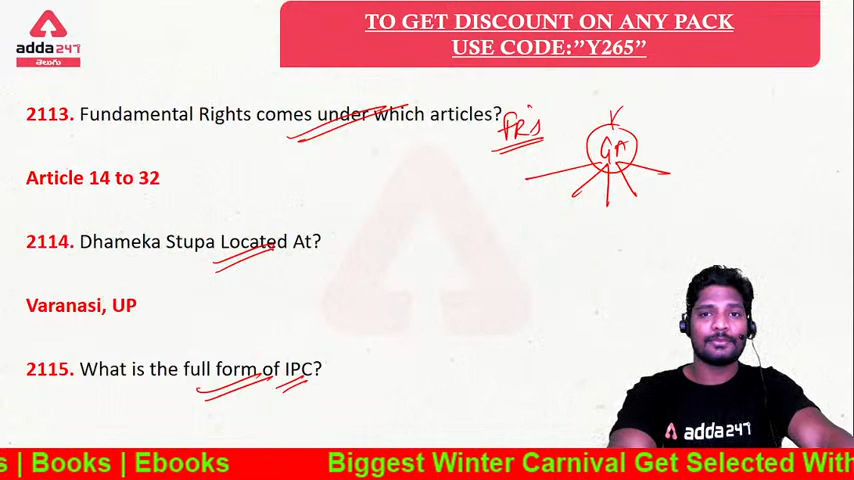 adda247
తెలుగు
TO GET DISCOUNT ON ANY PACK
USE CODE:”Y265”
2113. Fundamental Rights comes under which articles?
FR's
GA
Article 14 to 32
2114. Dhameka Stupa Located At?
Varanasi, UP
2115. What is the full form of IPC?
adda247
s | Books | Ebooks Biggest Winter Carnival Get Selected With